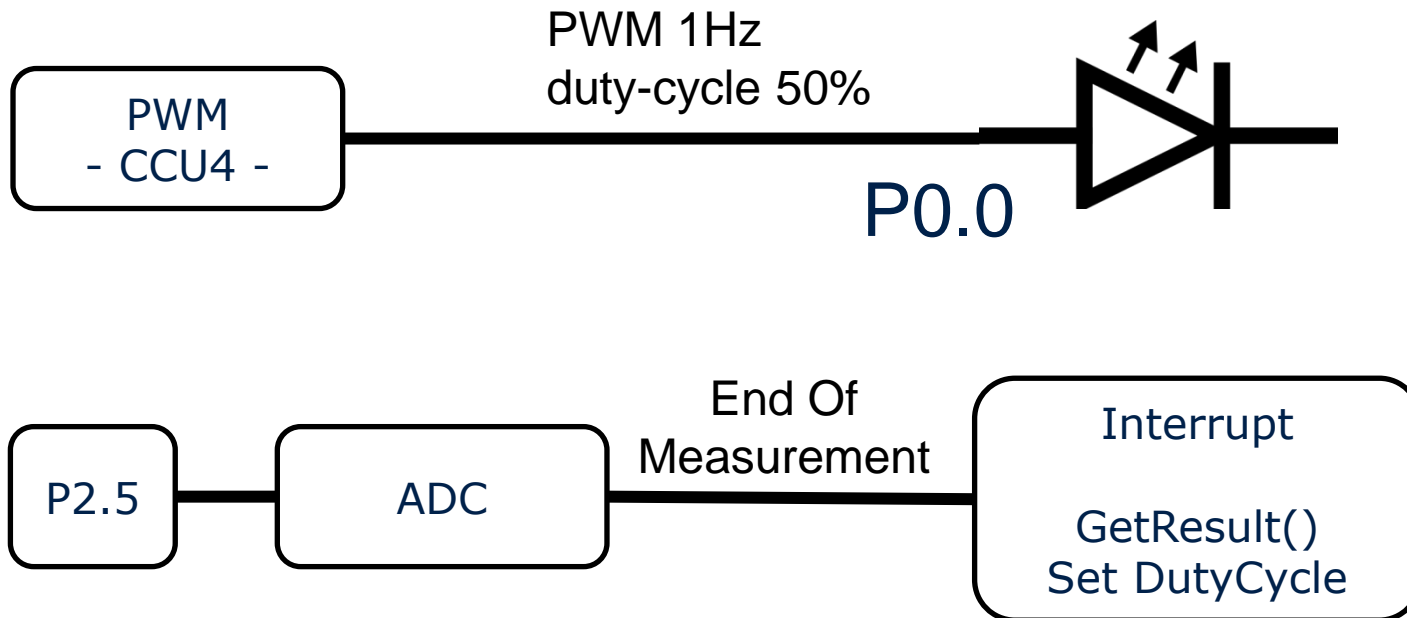 PWM 1Hz
duty-cycle 50%
PWM
- CCU4 -
P0.0
End Of
Measurement
Interrupt
P2.5
ADC
GetResult()
Set DutyCycle